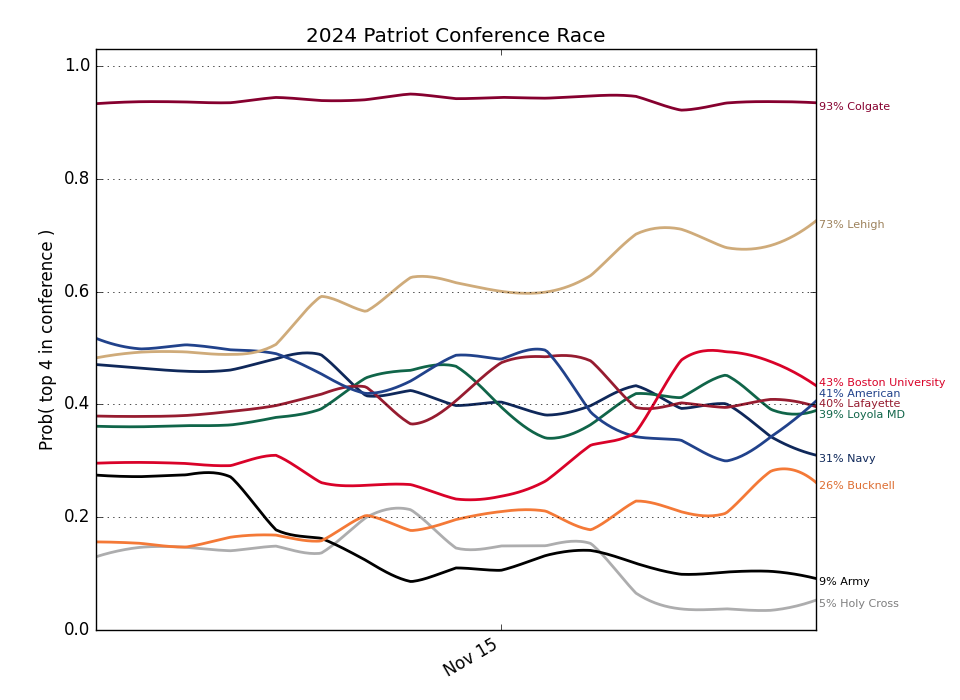 2024 Patriot Conference Race
Prob( top 4 in conference )
1.0
0.8
0.6
0.4
0.2
0.0
Nov 15
93% Colgate
73% Lehigh
43% Boston University
41% American
40% Lafayette
39% Loyola MD
31% Navy
26% Bucknell
9% Army
5% Holy Cross